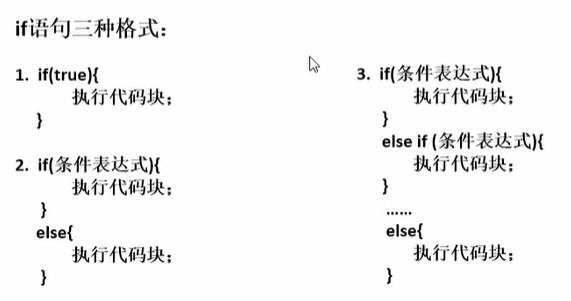 if语句三种格式：
1. if(true){
执行代码块；
}
2. if(条件表达式){
执行代码块；
}
else{
执行代码块；
}
3. if(条件表达式){
执行代码块；
}
else if (条件表达式){
执行代码块；
}
......
else{
执行代码块；
}